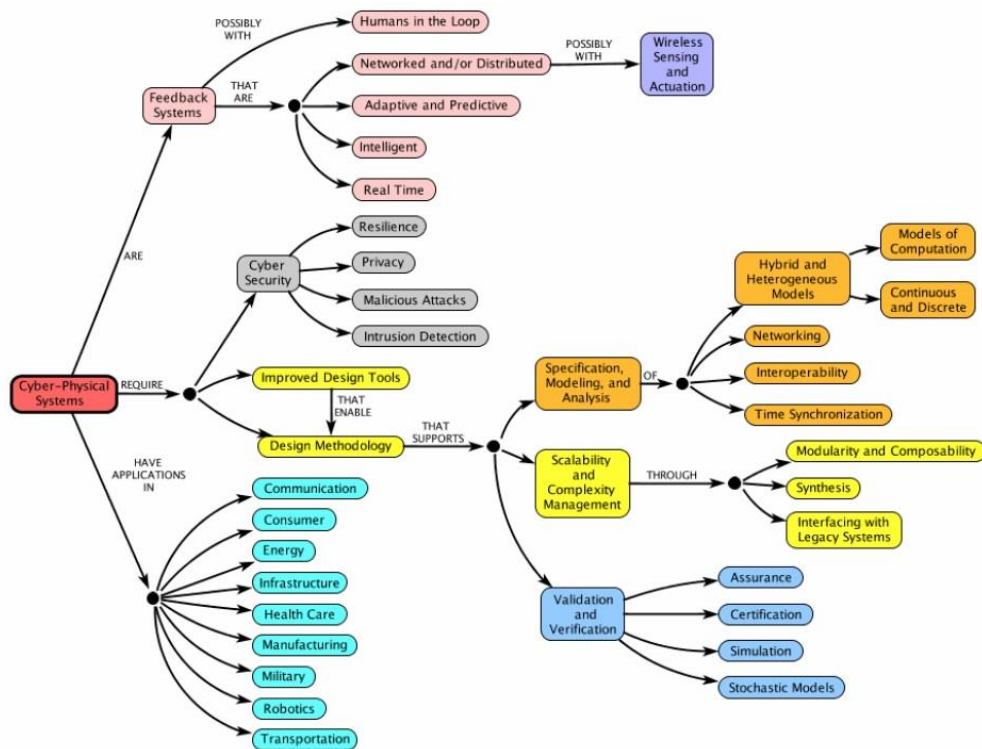 POSSIBLY
WITH
Humans in the Loop
Networked and/or Distributed
POSSIBLY
WITH
Wireless
Sensing
and
Actuation
Feedback
Systems
THAT
ARE
Adaptive and Predictive
Intelligent
Real Time
ARE
Cyber
Security
Resilience
Privacy
Malicious Attacks
Intrusion Detection
Cyber-Physical
Systems
REQUIRE
Improved Design Tools
THAT
ENABLE
Design Methodology
THAT
SUPPORTS
Specification,
Modeling, and
Analysis
OF
Hybrid and
Heterogeneous
Models
Models of
Computation
Continuous
and Discrete
Networking
Interoperability
Time Synchronization
Scalability
and
Complexity
Management
THROUGH
Modularity and Composability
Synthesis
Interfacing with
Legacy Systems
Validation
and
Verification
Assurance
Certification
Simulation
Stochastic Models
HAVE
APPLICATIONS
IN
Communication
Consumer
Energy
Infrastructure
Health Care
Manufacturing
Military
Robotics
Transportation